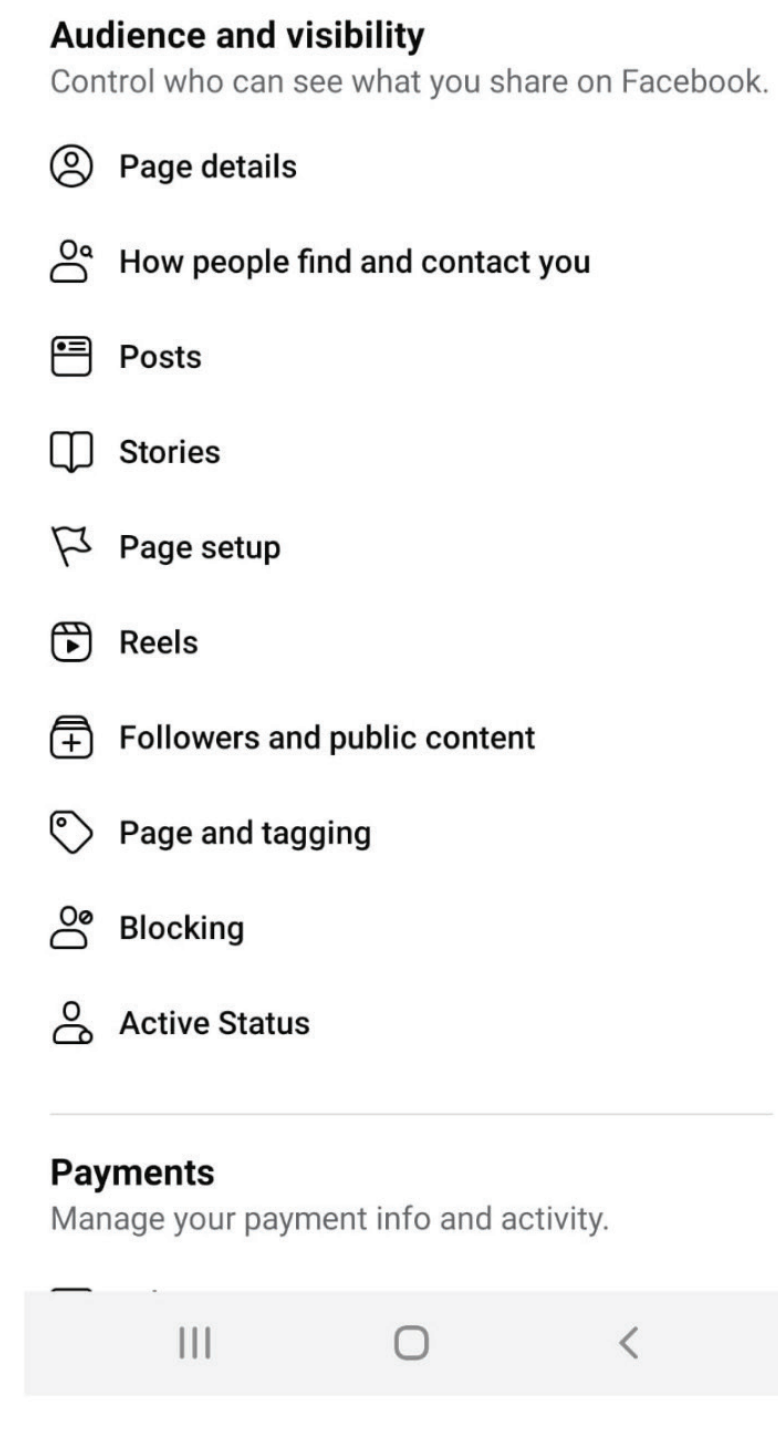 Audience and visibility
Control who can see what you share on Facebook.
Page details
How people find and contact you
Posts
Stories
Page setup
Reels
Followers and public content
Page and tagging
Blocking
Active Status
Payments
Manage your payment info and activity.